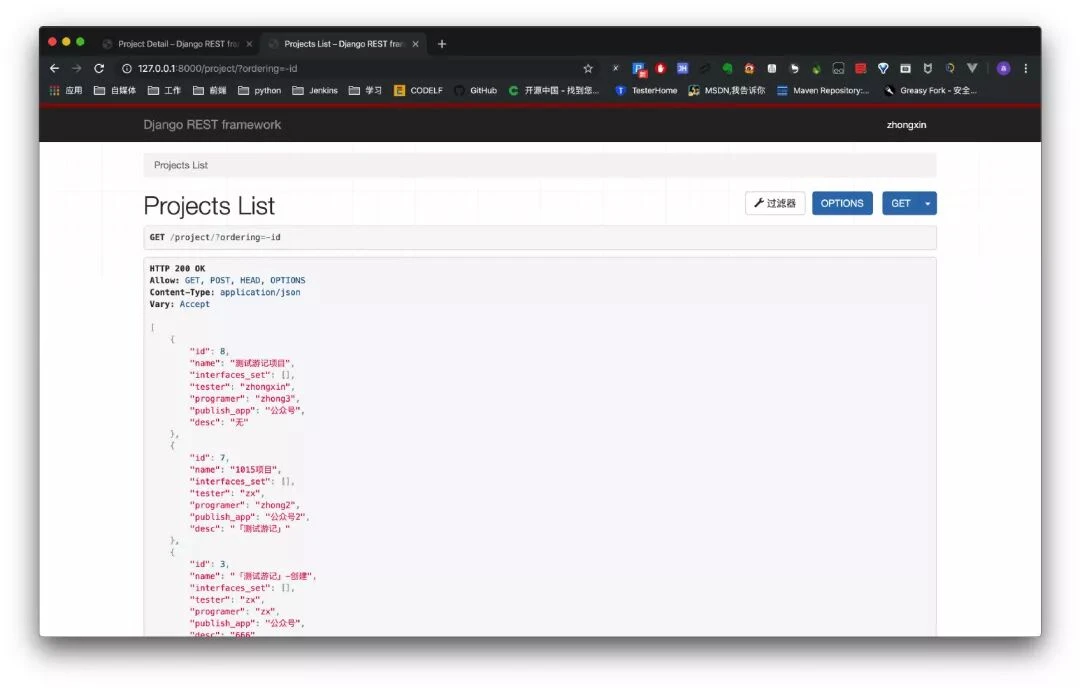 Project Detail – Django REST fra
Projects List – Django REST fran
127.0.0.1:8000/project/?ordering=-id
应用 自媒体 工作 前端 python Jenkins 学习 CODELF GitHub 开源中国 - 找到您... TesterHome MSDN,我告诉你 Maven Repository:... Greasy Fork - 安全...
Django REST framework
zhongxin
Projects List
Projects List
过滤器 OPTIONS GET
GET /project/?ordering=-id
HTTP 200 OK
Allow: GET, POST, HEAD, OPTIONS
Content-Type: application/json
Vary: Accept
[
{
"id": 8,
"name": "测试游记项目",
"interfaces_set": [],
"tester": "zhongxin",
"programer": "zhong3",
"publish_app": "公众号",
"desc": "无"
},
{
"id": 7,
"name": "1015项目",
"interfaces_set": [],
"tester": "zx",
"programer": "zhong2",
"publish_app": "公众号2",
"desc": "「测试游记」"
},
{
"id": 3,
"name": "「测试游记」-创建",
"interfaces_set": [],
"tester": "zx",
"programer": "zx",
"publish_app": "公众号",
"desc": "666"